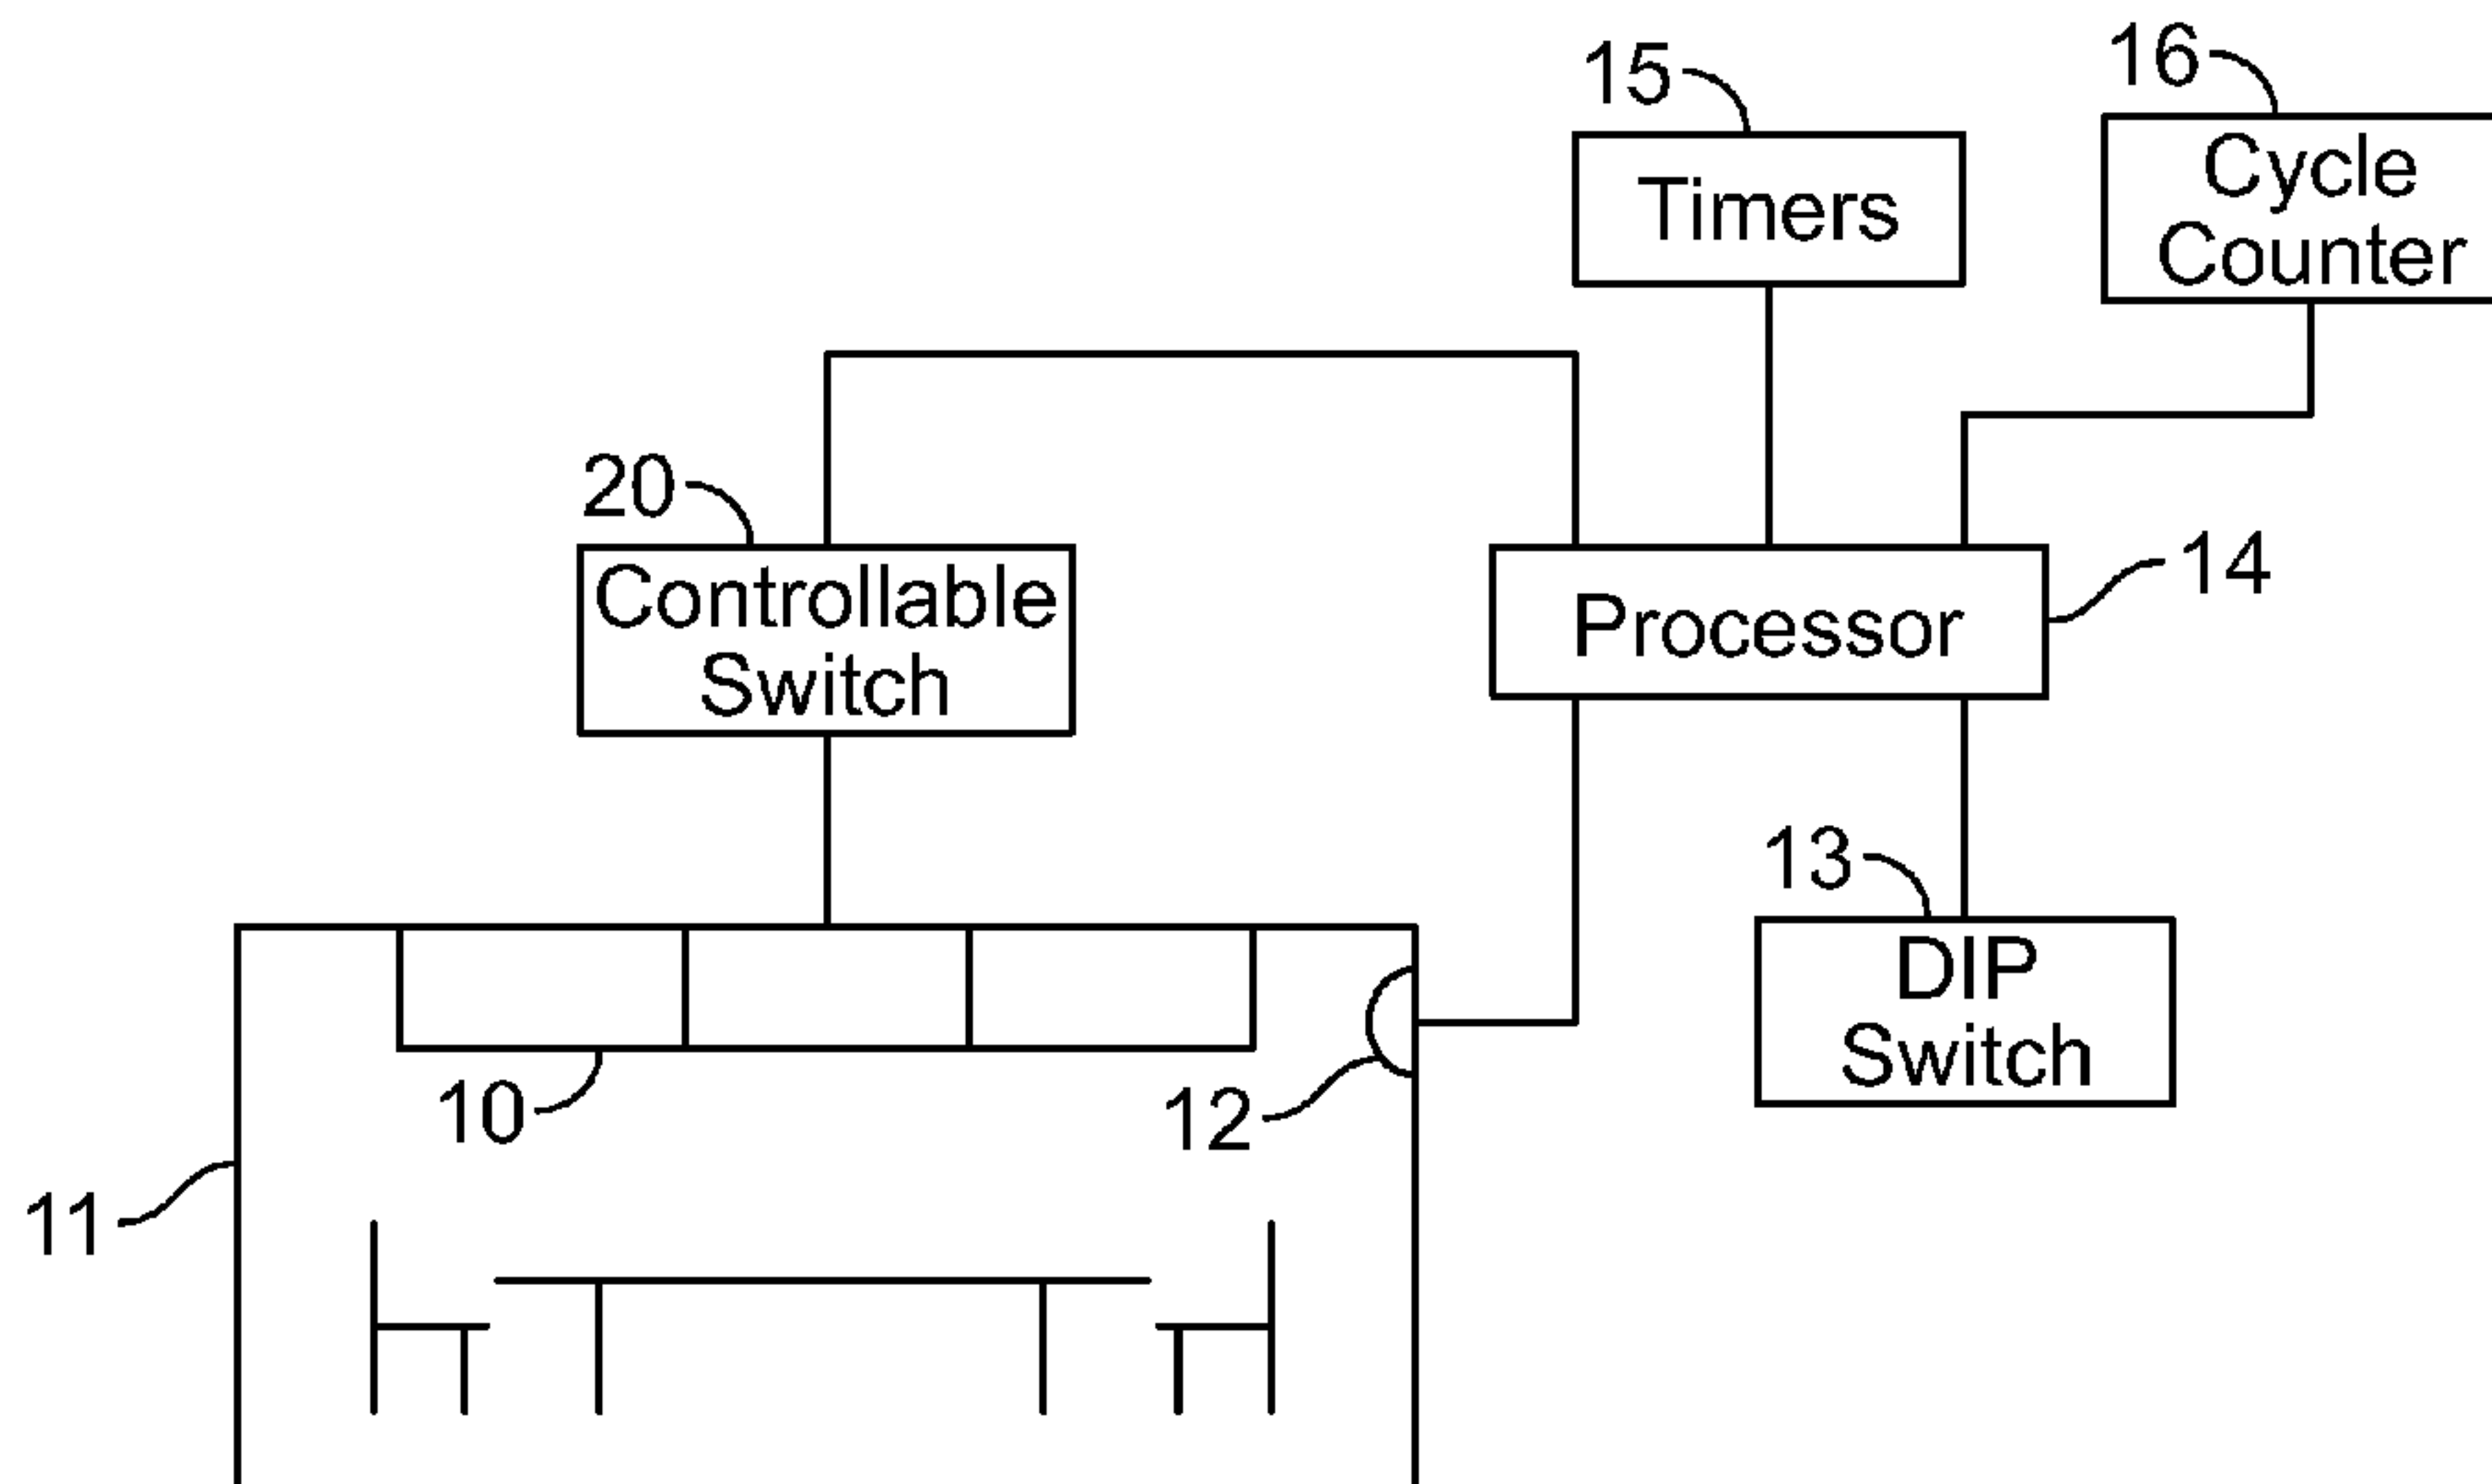 16
15
Cycle
Counter
Timers
20
Controllable
Switch
14
Processor
13
DIP
Switch
10
12
11